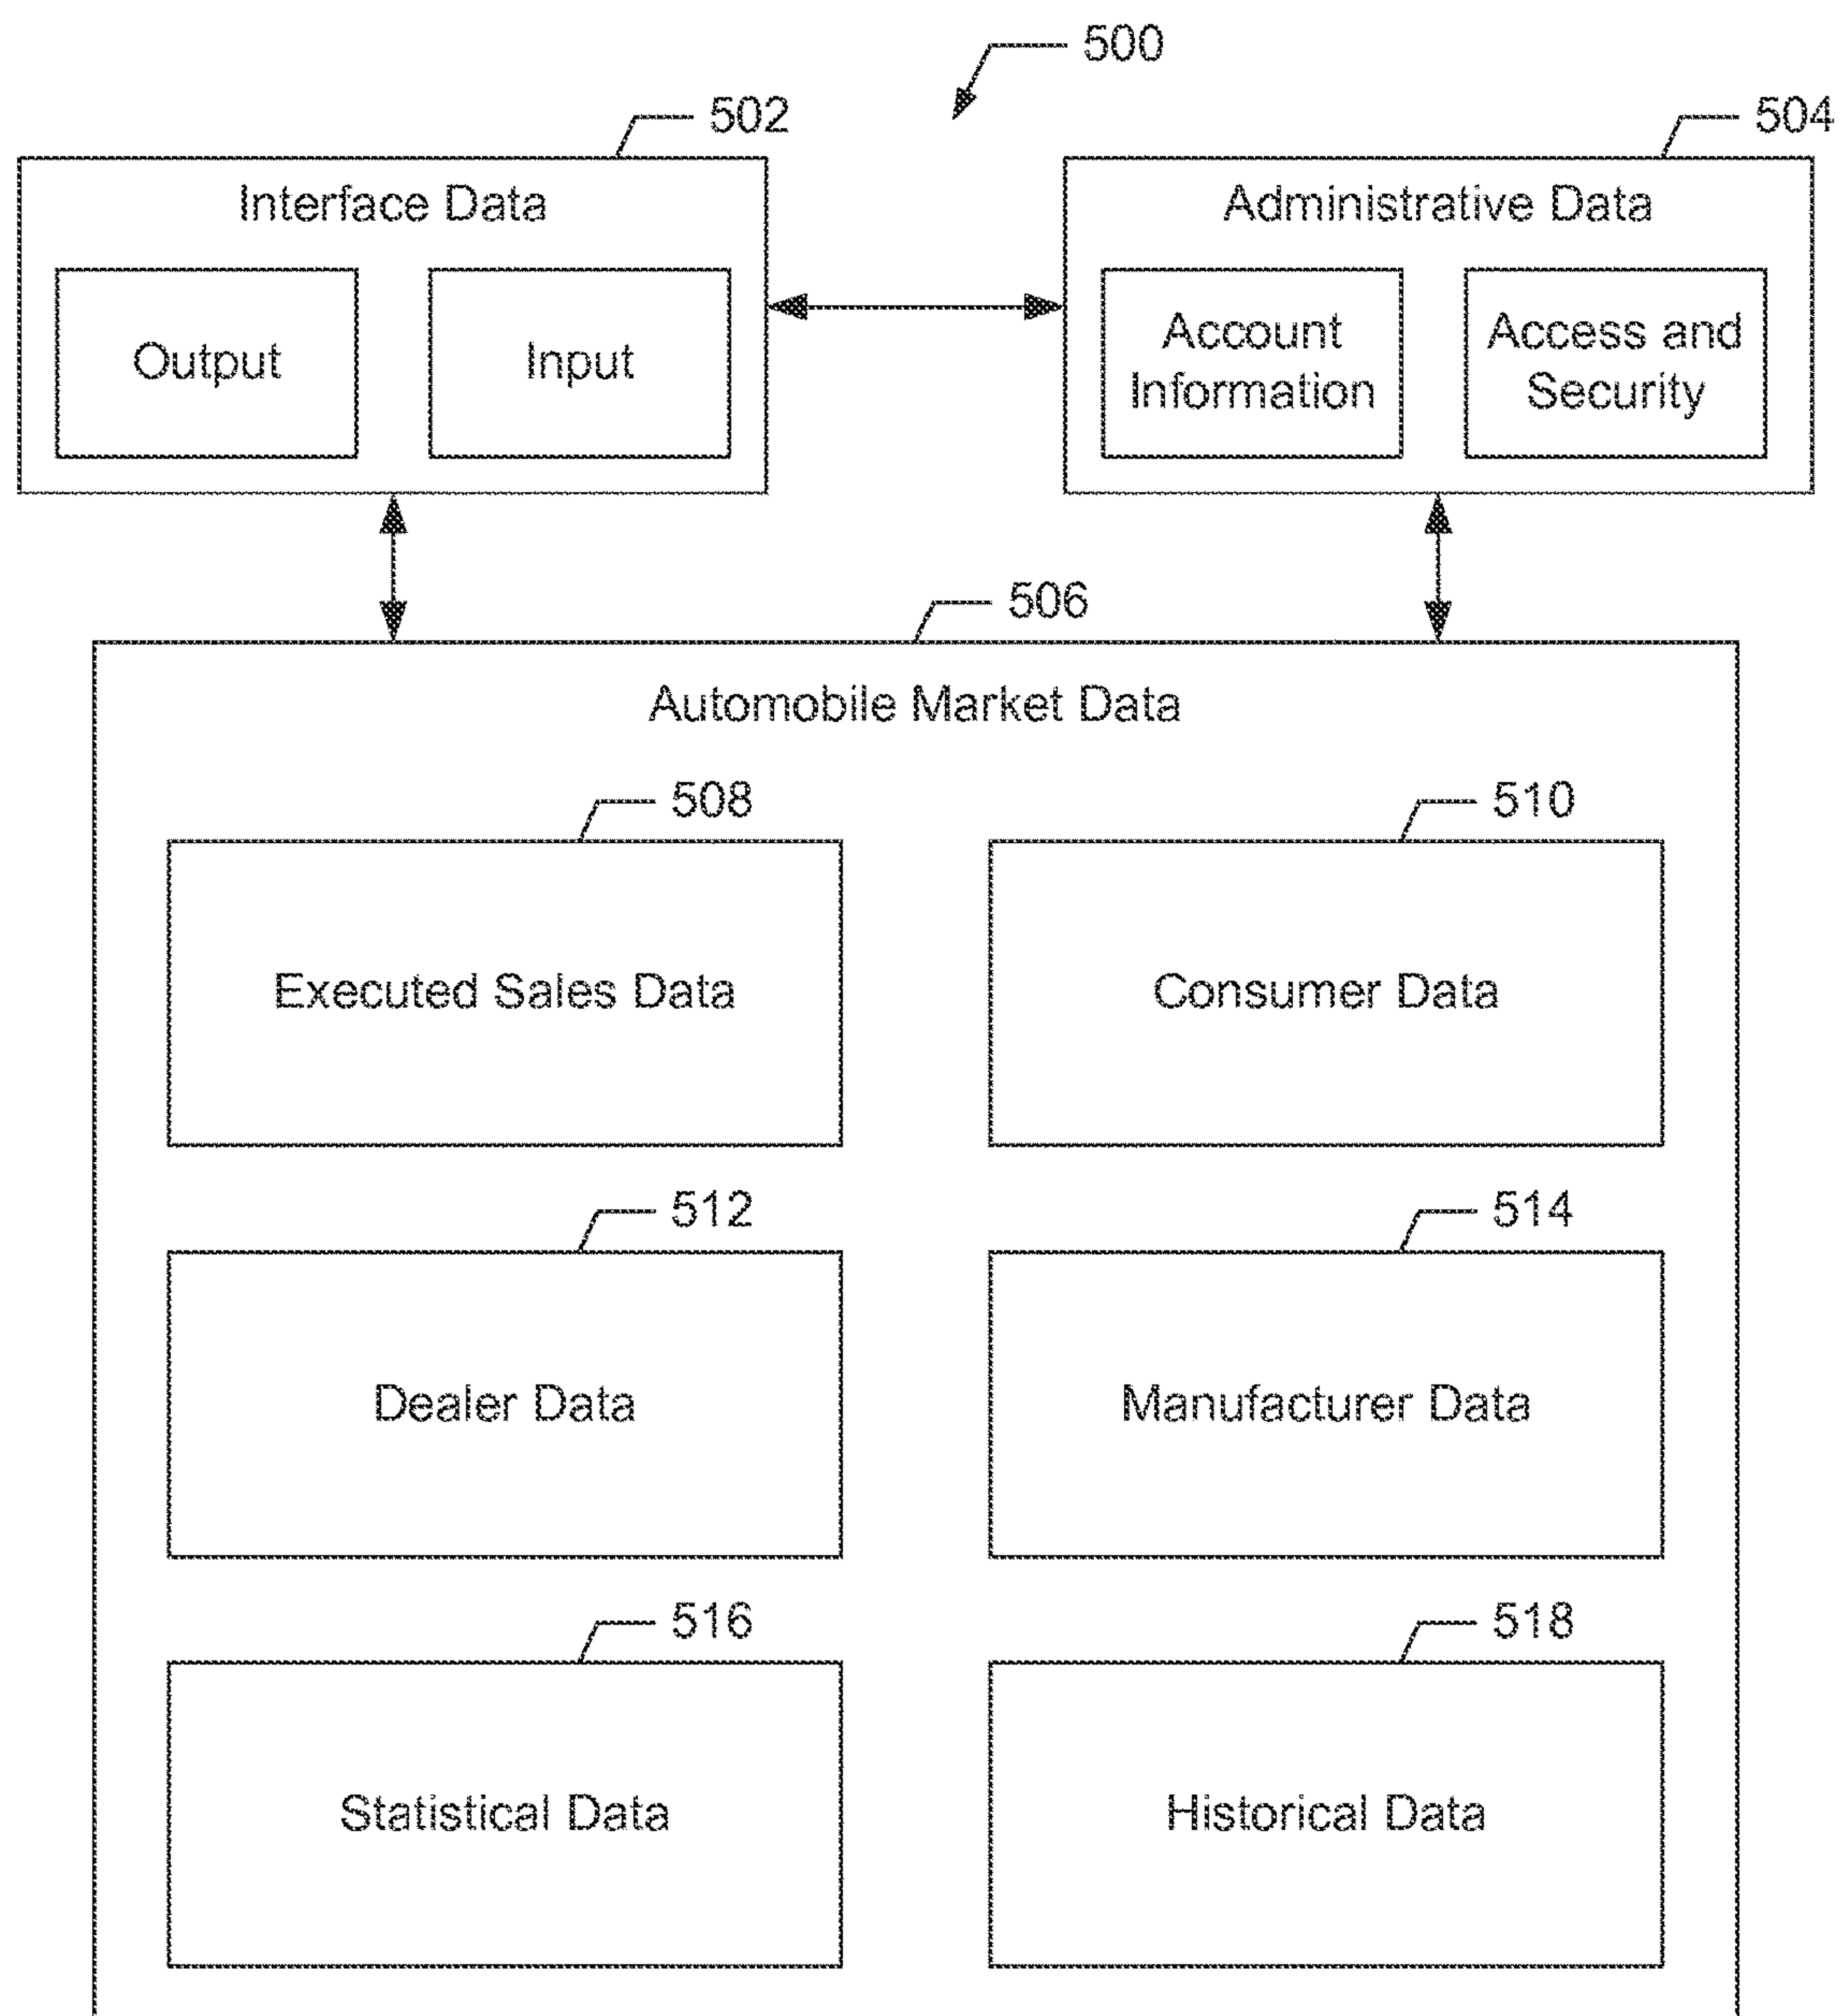 500
502
504
Interface Data
Output
Input
Administrative Data
Account
Information
Access and
Security
506
Automobile Market Data
508
510
Executed Sales Data
Consumer Data
512
514
Dealer Data
Manufacturer Data
516
518
Statistical Data
Historical Data